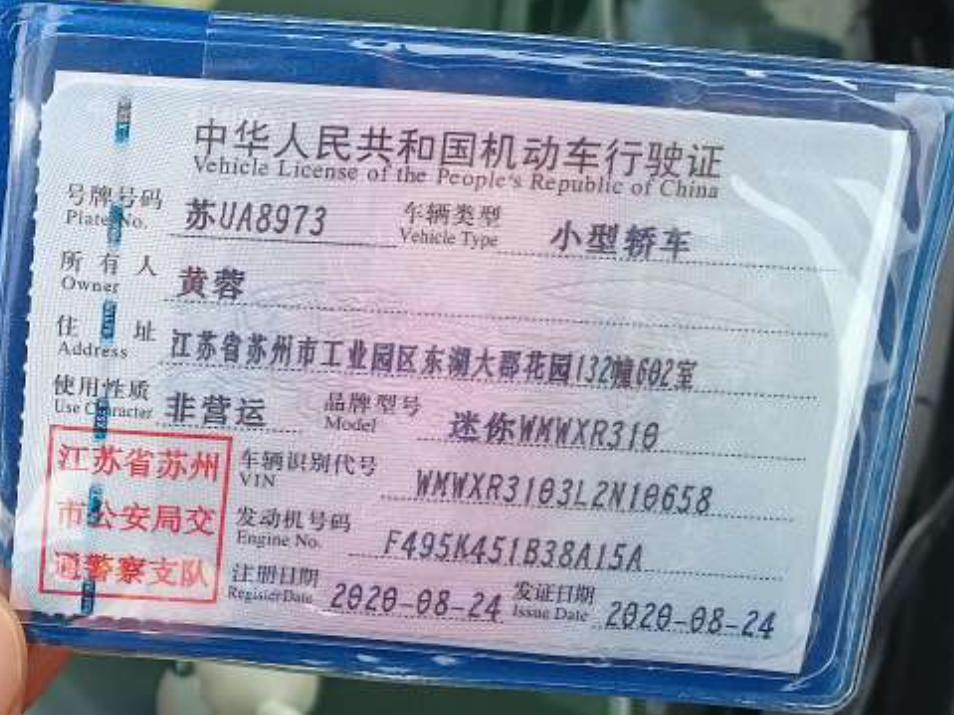 中华人民共和国机动车行驶证
Vehicle License of the People's Republic of China
号牌号码 苏UA8973 车辆类型 小型轿车
Plate No. Vehicle Type
所有人 黄蓉
Owner
住址 江苏省苏州市工业园区东湖大郡花园132幢602室
Address
使用性质 非营运 品牌型号 迷你WMWXR310
Use Character Model
江苏省苏州
市公安局交
通警察支队
车辆识别代号 WMWXR3103L2N10658
VIN
发动机号码 F495K451B38A15A
Engine No.
注册日期 2020-08-24 发证日期 2020-08-24
Register Date Issue Date